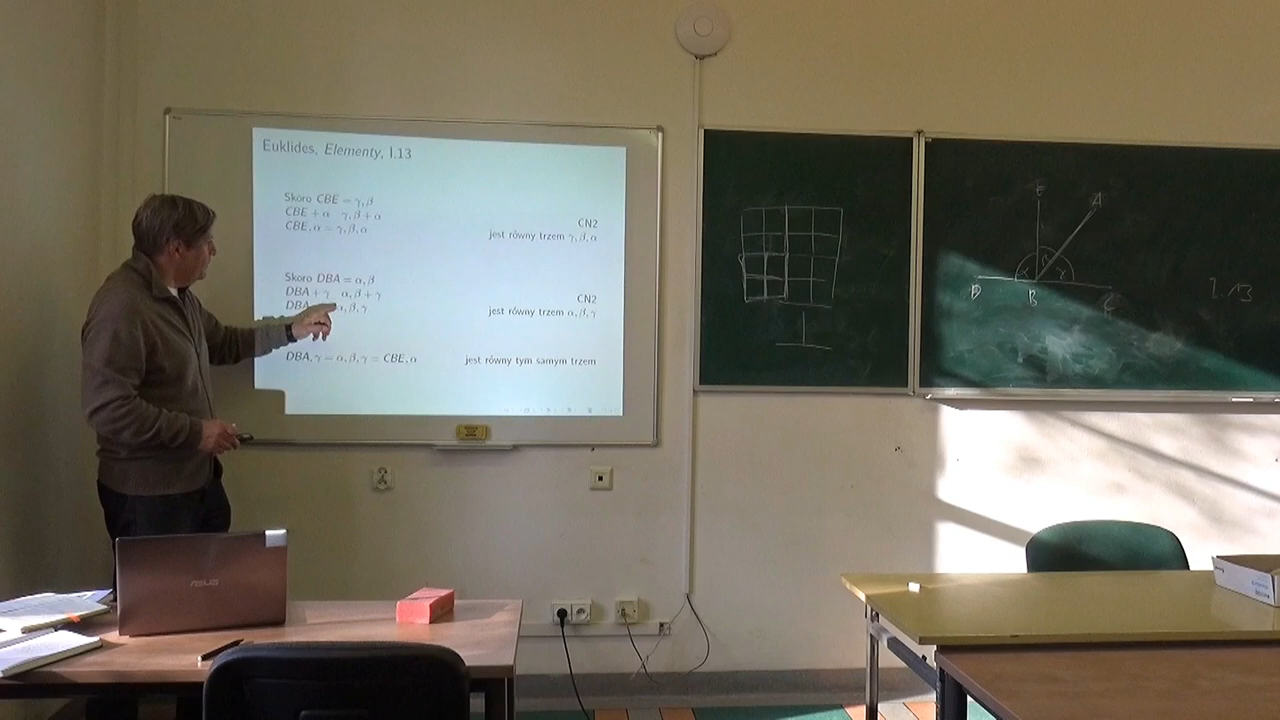 Euklides, Elementy, I.13
Skoro CBE = γ, β
CBE + α γ, β + α
CN2
CBE, α = γ, β, α
jest równy trzem γ, β, α
Skoro DBA = α, β
DBA + γ α, β + γ
CN2
DBA α, β, γ
jest równy trzem α, β, γ
DBA, γ = α, β, γ = CBE, α
jest równy tym samym trzem
E
A
D
B
C
I.13
ASUS